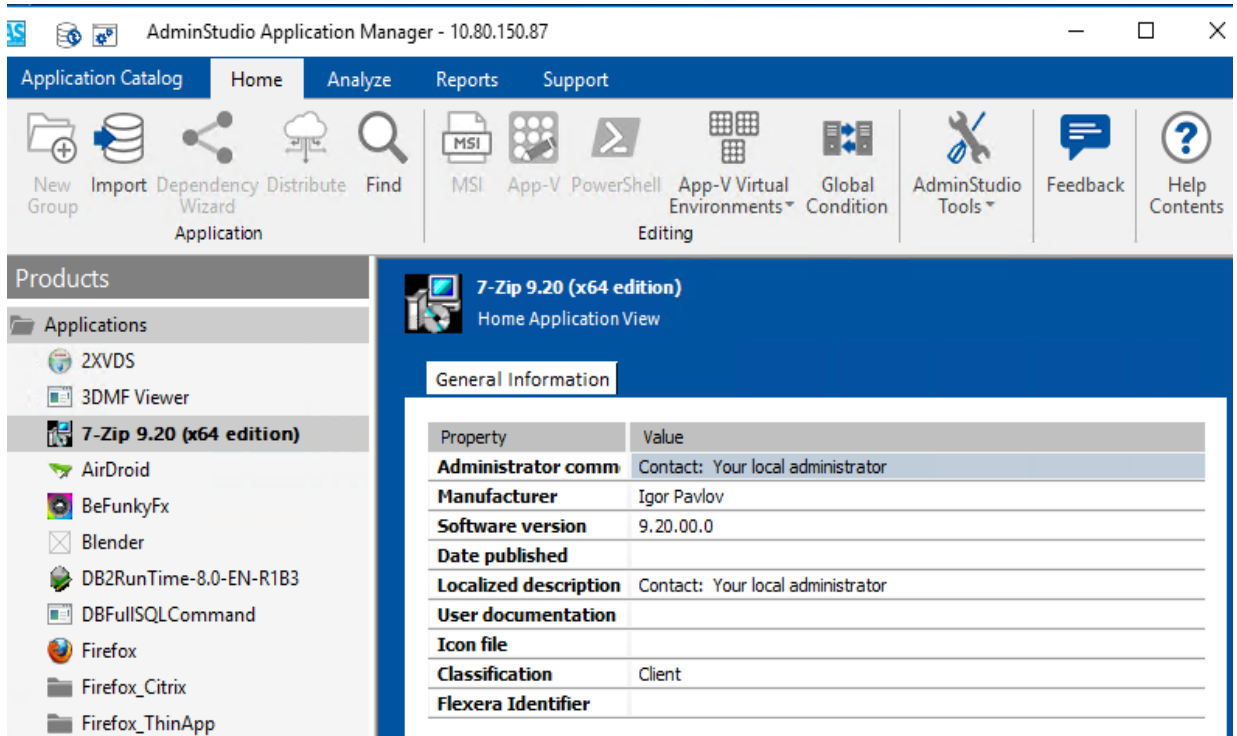 AS AdminStudio Application Manager - 10.80.150.87
Application Catalog Home Analyze Reports Support
New Group
Import
Dependency Wizard
Distribute
Find
Application
MSI
MSI
App-V
PowerShell
App-V Virtual Environments
Global Condition
Editing
AdminStudio Tools
Feedback
Help Contents
Products
Applications
2XVDS
3DMF Viewer
7-Zip 9.20 (x64 edition)
AirDroid
BeFunkyFx
Blender
DB2RunTime-8.0-EN-R1B3
DBFullSQLCommand
Firefox
Firefox_Citrix
Firefox_ThinApp
7-Zip 9.20 (x64 edition)
Home Application View
General Information
Property Value
Administrator comm Contact: Your local administrator
Manufacturer Igor Pavlov
Software version 9.20.00.0
Date published
Localized description Contact: Your local administrator
User documentation
Icon file
Classification Client
Flexera Identifier